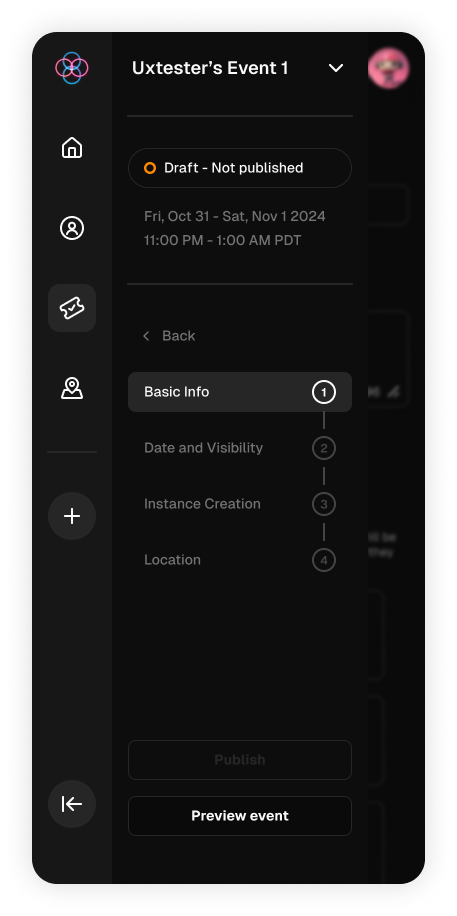 Uxtester’s Event 1
Draft - Not published
Fri, Oct 31 - Sat, Nov 1 2024
11:00 PM - 1:00 AM PDT
Back
Basic Info 1
Date and Visibility 2
Instance Creation 3
Location 4
Publish
Preview event